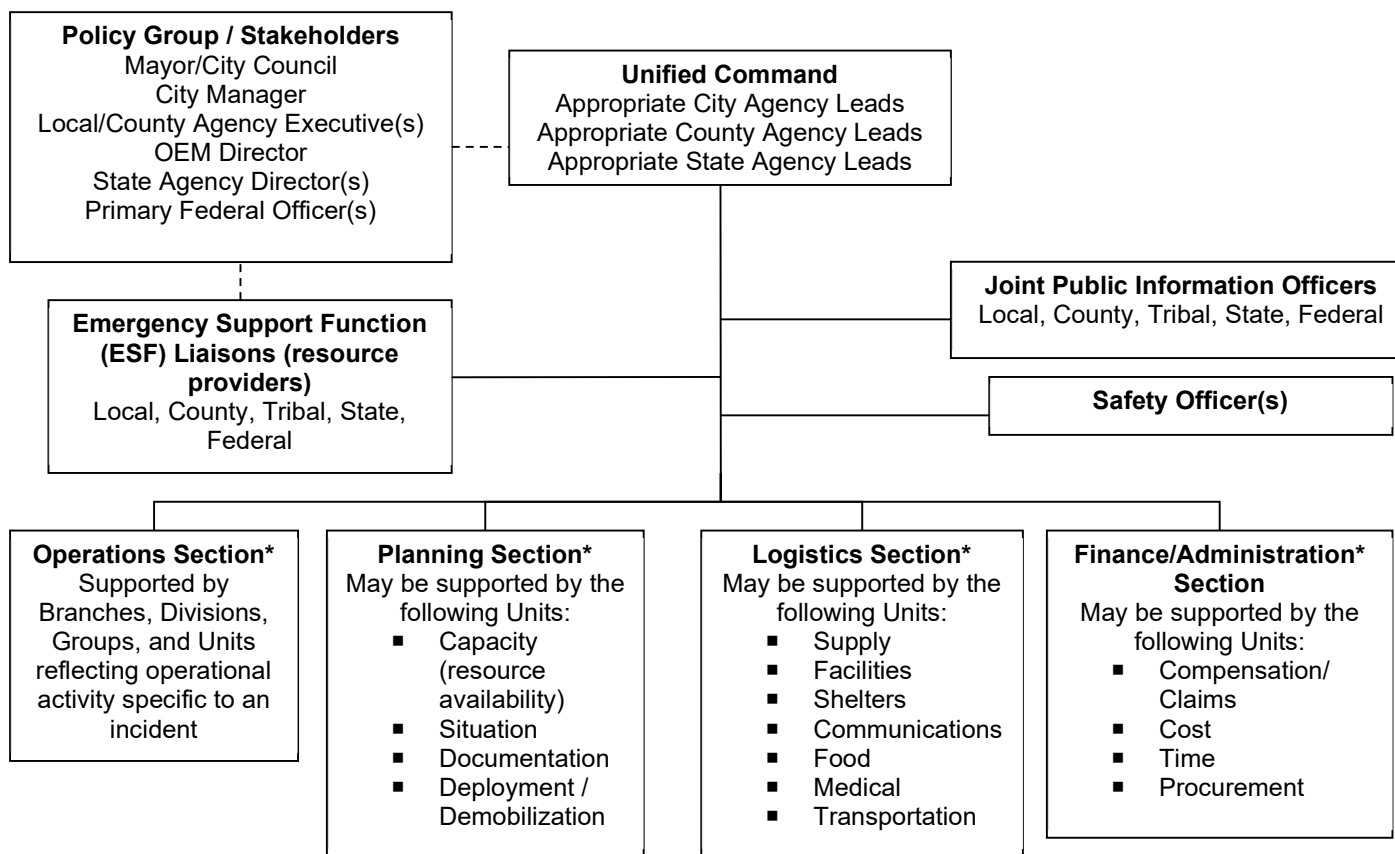 Policy Group / Stakeholders
Mayor/City Council
City Manager
Local/County Agency Executive(s)
OEM Director
State Agency Director(s)
Primary Federal Officer(s)
Unified Command
Appropriate City Agency Leads
Appropriate County Agency Leads
Appropriate State Agency Leads
Joint Public Information Officers
Local, County, Tribal, State, Federal
Emergency Support Function
(ESF) Liaisons (resource
providers)
Local, County, Tribal, State,
Federal
Safety Officer(s)
Operations Section*
Supported by
Branches, Divisions,
Groups, and Units
reflecting operational
activity specific to an
incident
Planning Section*
May be supported by the
following Units:
▪ Capacity
(resource
availability)
▪ Situation
▪ Documentation
▪ Deployment /
Demobilization
Logistics Section*
May be supported by the
following Units:
▪ Supply
▪ Facilities
▪ Shelters
▪ Communications
▪ Food
▪ Medical
▪ Transportation
Finance/Administration*
Section
May be supported by the
following Units:
▪ Compensation/
Claims
▪ Cost
▪ Time
▪ Procurement